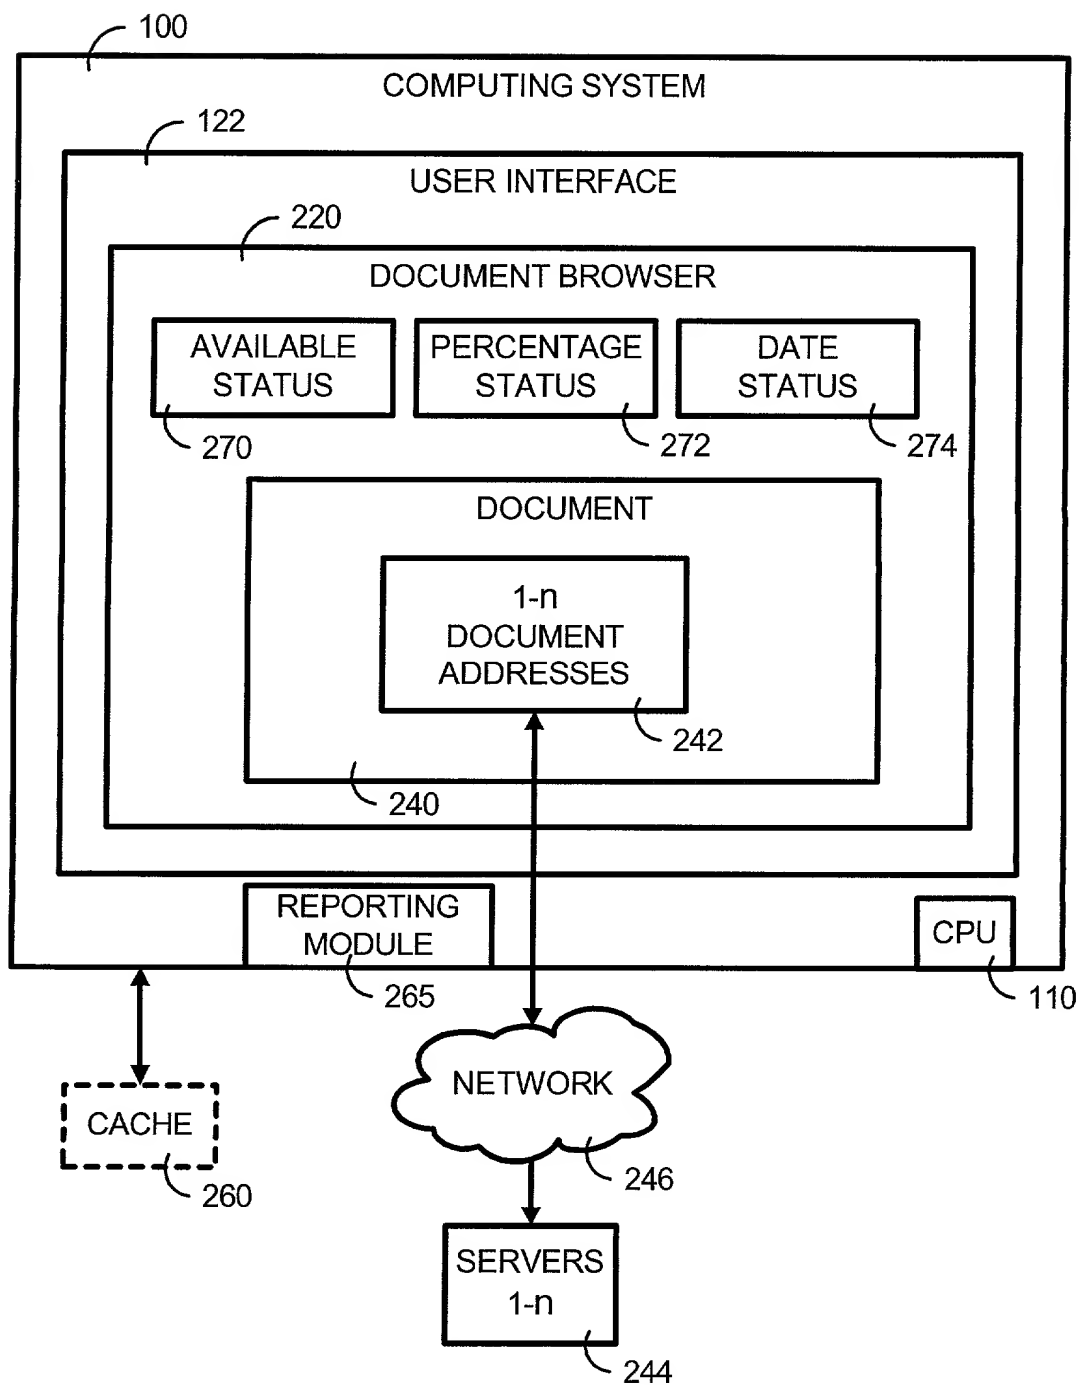 100
COMPUTING SYSTEM
122
USER INTERFACE
220
DOCUMENT BROWSER
AVAILABLE
STATUS
270
PERCENTAGE
STATUS
272
DATE
STATUS
274
DOCUMENT
1-n
DOCUMENT
ADDRESSES
242
240
REPORTING
MODULE
265
CPU
110
NETWORK
246
CACHE
260
SERVERS
1-n
244